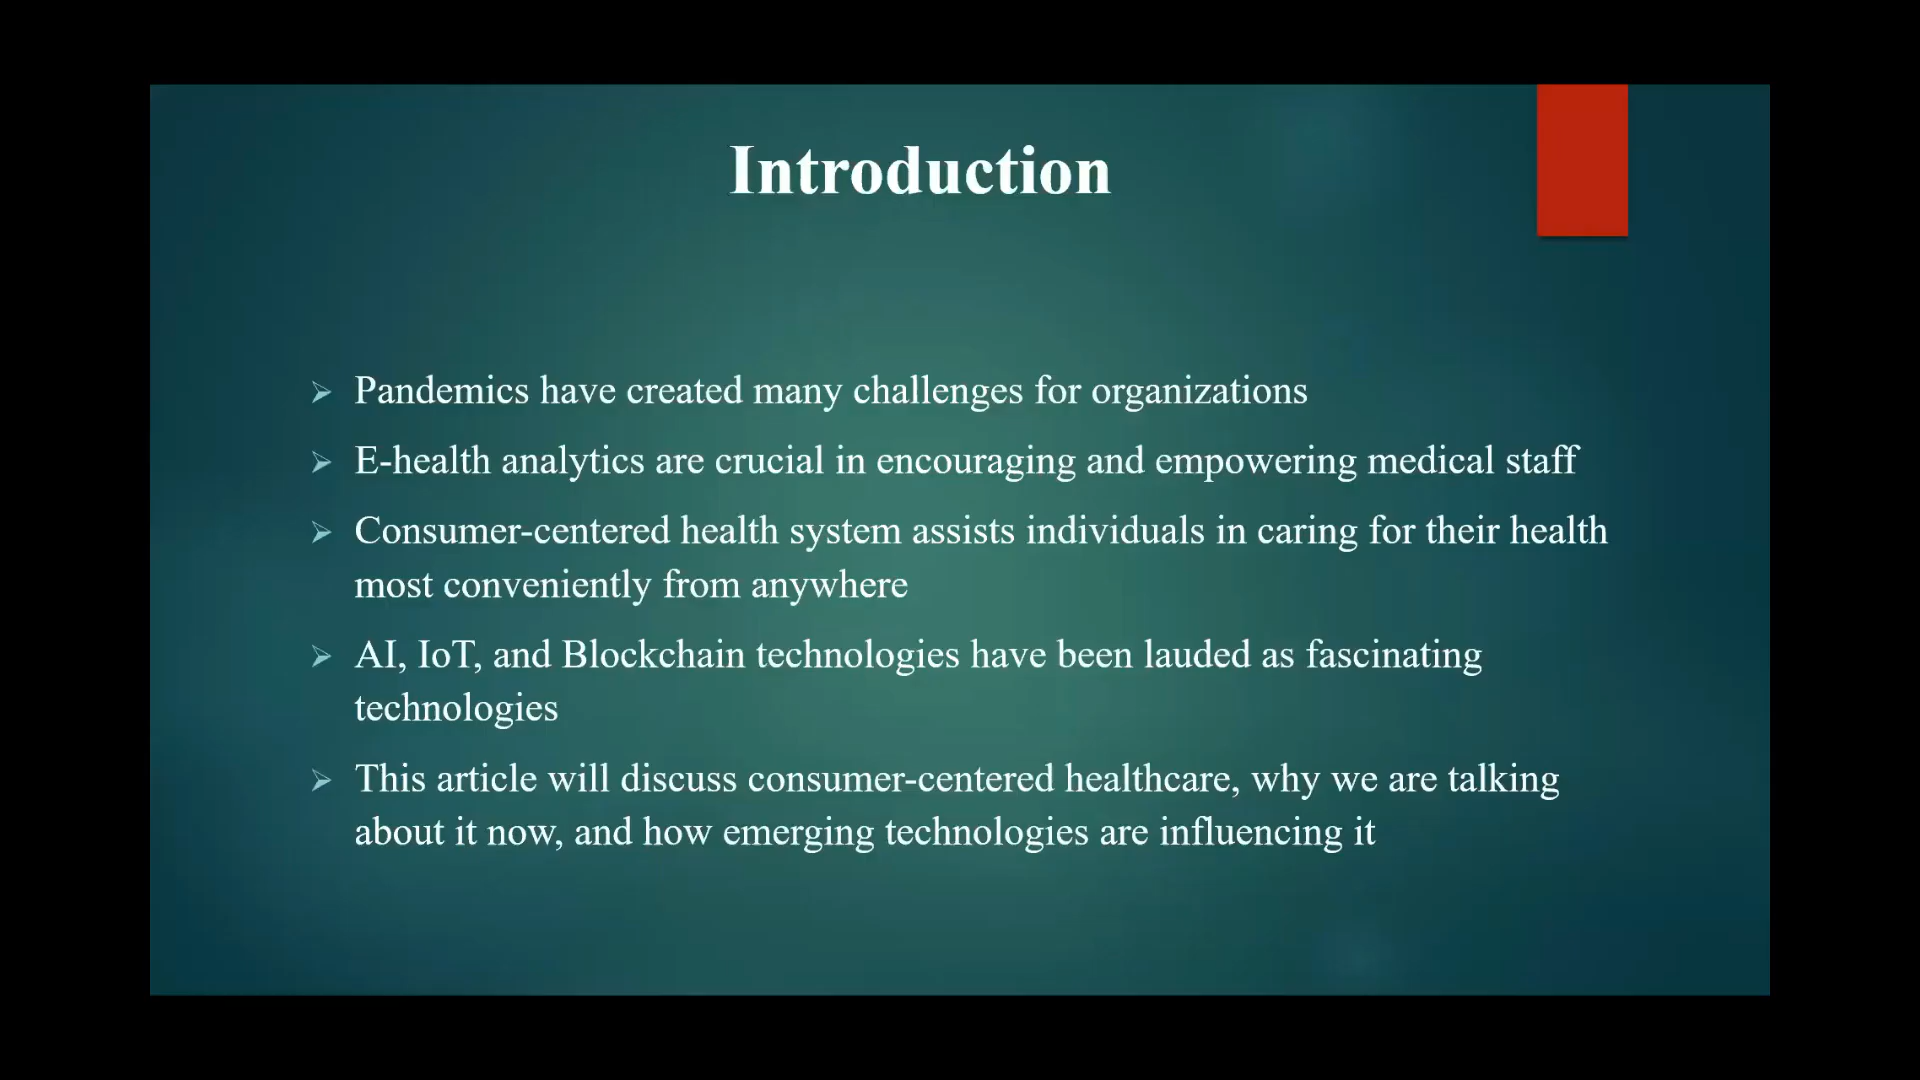 Introduction
Pandemics have created many challenges for organizations
E-health analytics are crucial in encouraging and empowering medical staff
Consumer-centered health system assists individuals in caring for their health
most conveniently from anywhere
AI, IoT, and Blockchain technologies have been lauded as fascinating
technologies
This article will discuss consumer-centered healthcare, why we are talking
about it now, and how emerging technologies are influencing it